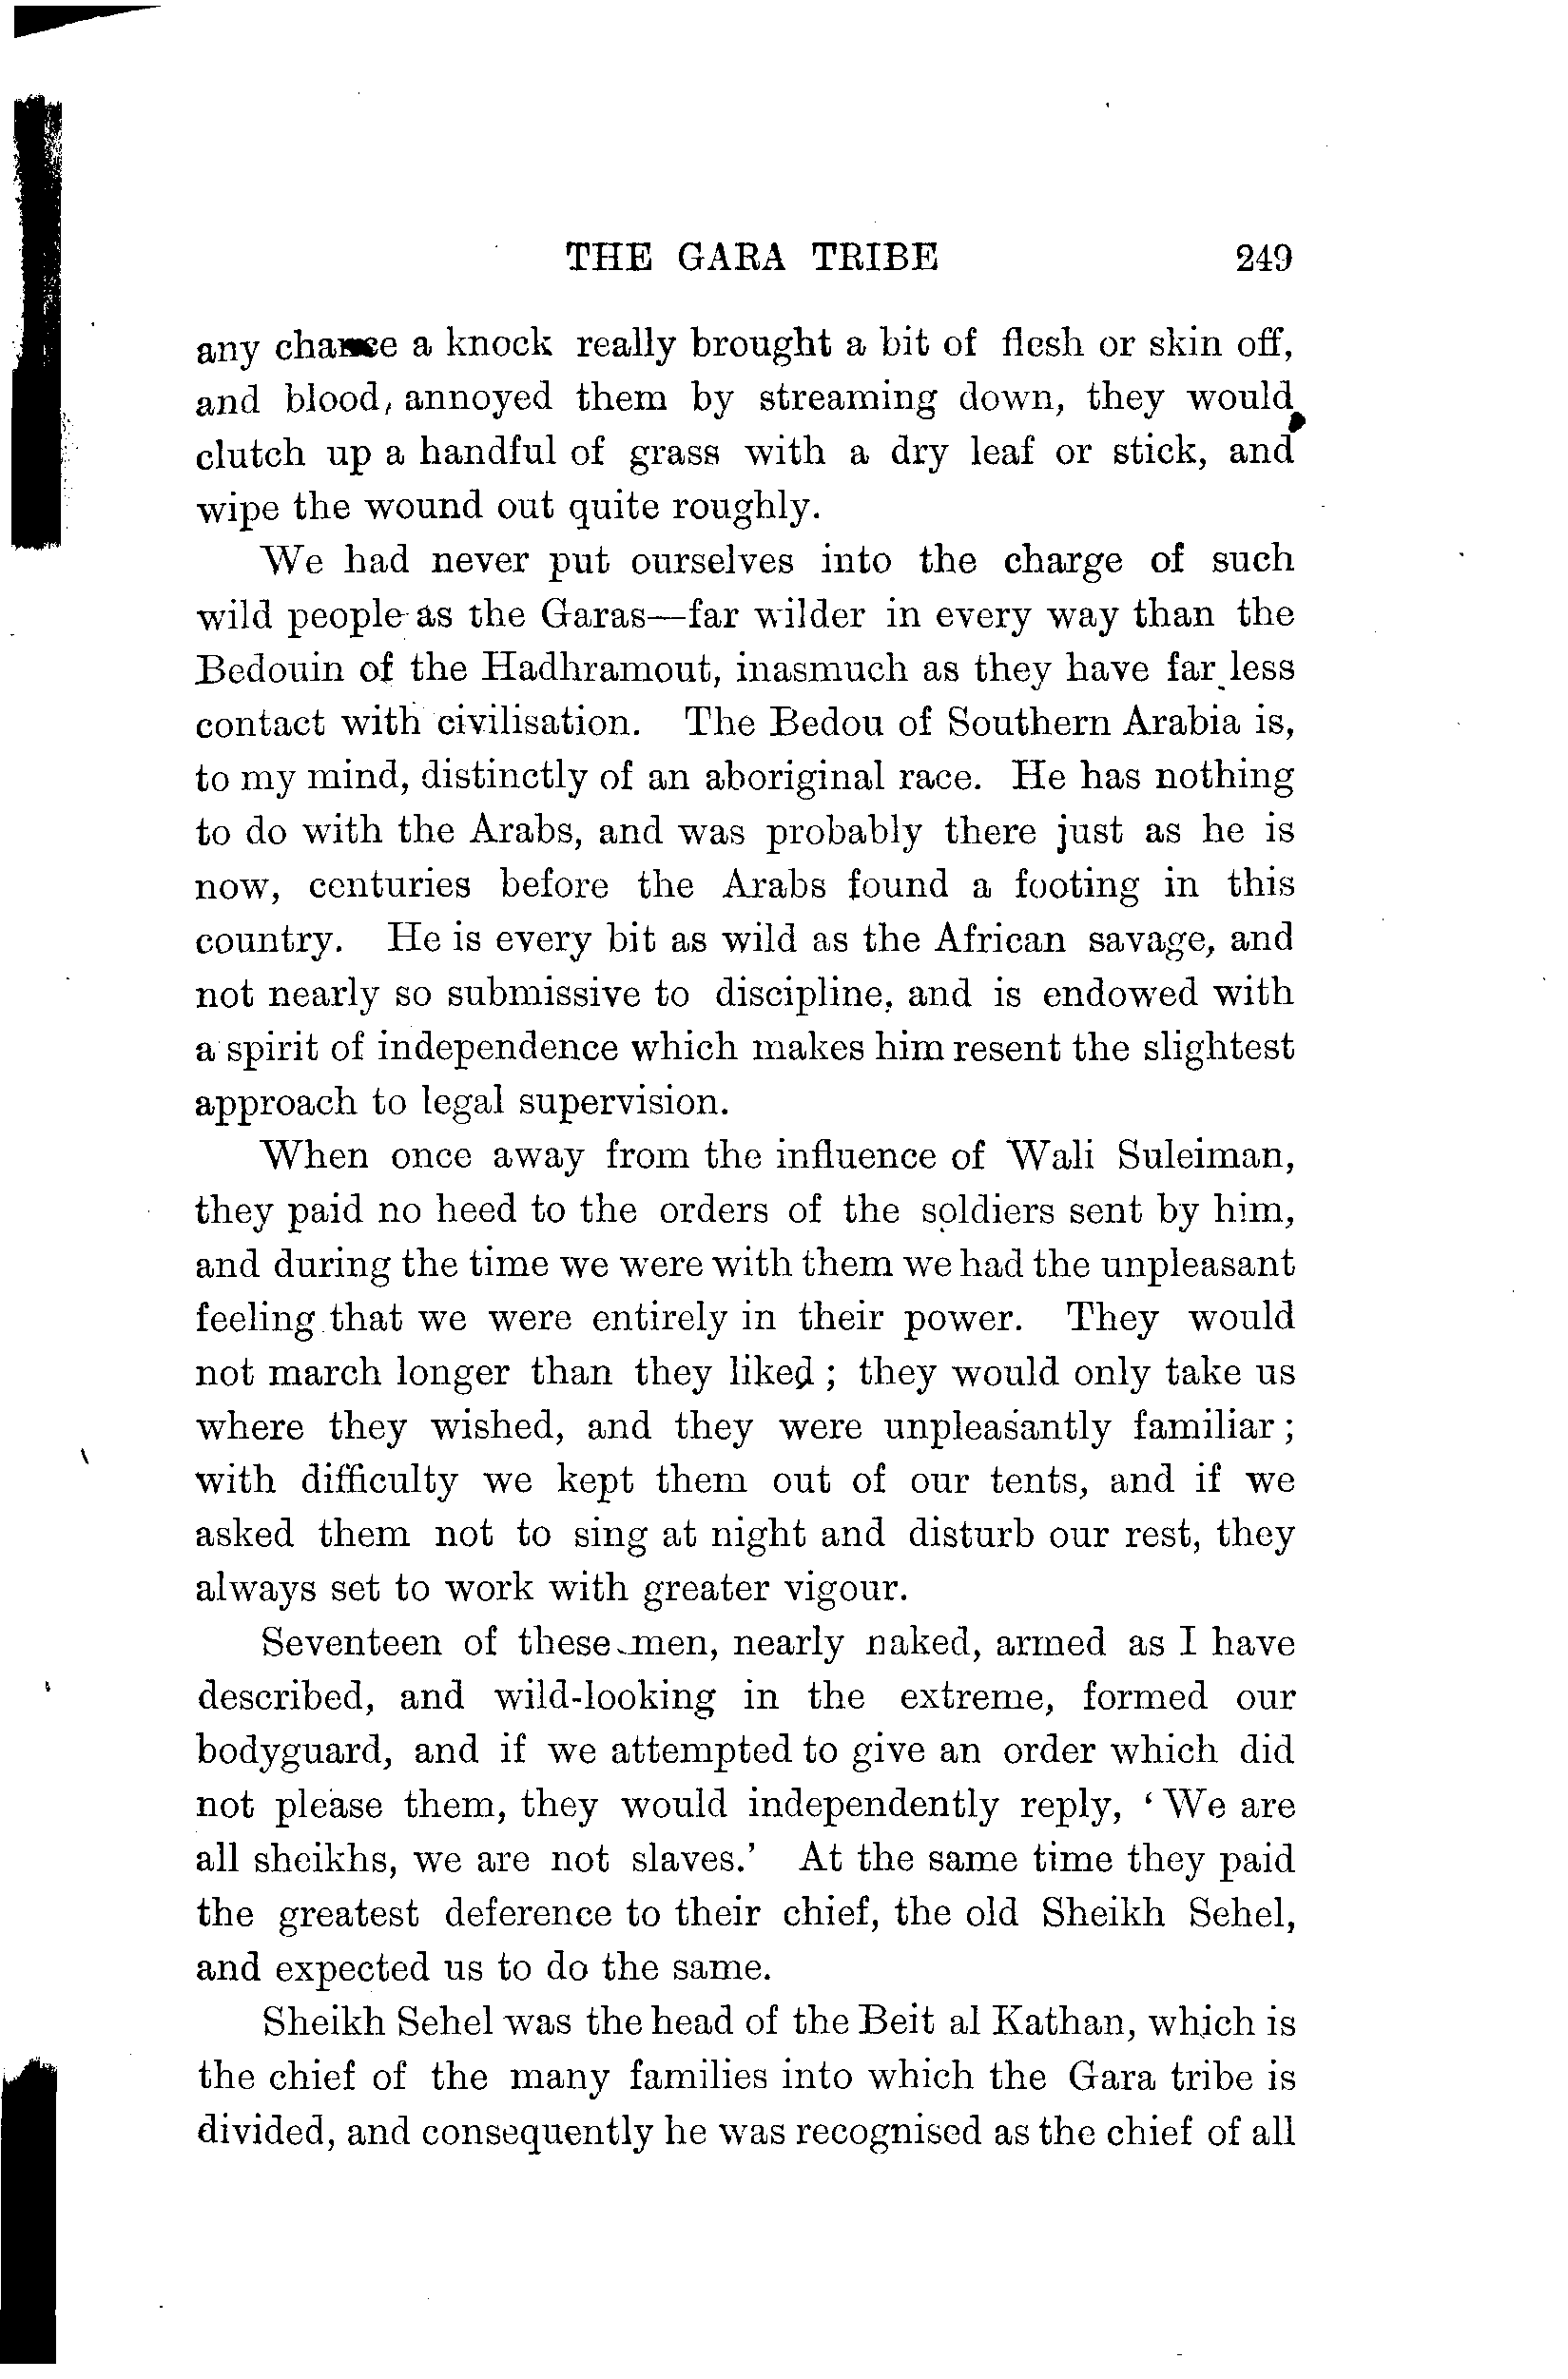 THE GARA TRIBE 249
any chance a knock really brought a bit of flesh or skin off,
and blood, annoyed them by streaming down, they would
clutch up a handful of grass with a dry leaf or stick, and
wipe the wound out quite roughly.
We had never put ourselves into the charge of such
wild people as the Garas—far wilder in every way than the
Bedouin of the Hadhramout, inasmuch as they have far less
contact with civilisation. The Bedou of Southern Arabia is,
to my mind, distinctly of an aboriginal race. He has nothing
to do with the Arabs, and was probably there just as he is
now, centuries before the Arabs found a footing in this
country. He is every bit as wild as the African savage, and
not nearly so submissive to discipline, and is endowed with
a spirit of independence which makes him resent the slightest
approach to legal supervision.
When once away from the influence of Wali Suleiman,
they paid no heed to the orders of the soldiers sent by him,
and during the time we were with them we had the unpleasant
feeling that we were entirely in their power. They would
not march longer than they liked ; they would only take us
where they wished, and they were unpleasantly familiar ;
with difficulty we kept them out of our tents, and if we
asked them not to sing at night and disturb our rest, they
always set to work with greater vigour.
Seventeen of these men, nearly naked, armed as I have
described, and wild-looking in the extreme, formed our
bodyguard, and if we attempted to give an order which did
not please them, they would independently reply, ‘ We are
all sheikhs, we are not slaves.’ At the same time they paid
the greatest deference to their chief, the old Sheikh Sehel,
and expected us to do the same.
Sheikh Sehel was the head of the Beit al Kathan, which is
the chief of the many families into which the Gara tribe is
divided, and consequently he was recognised as the chief of all